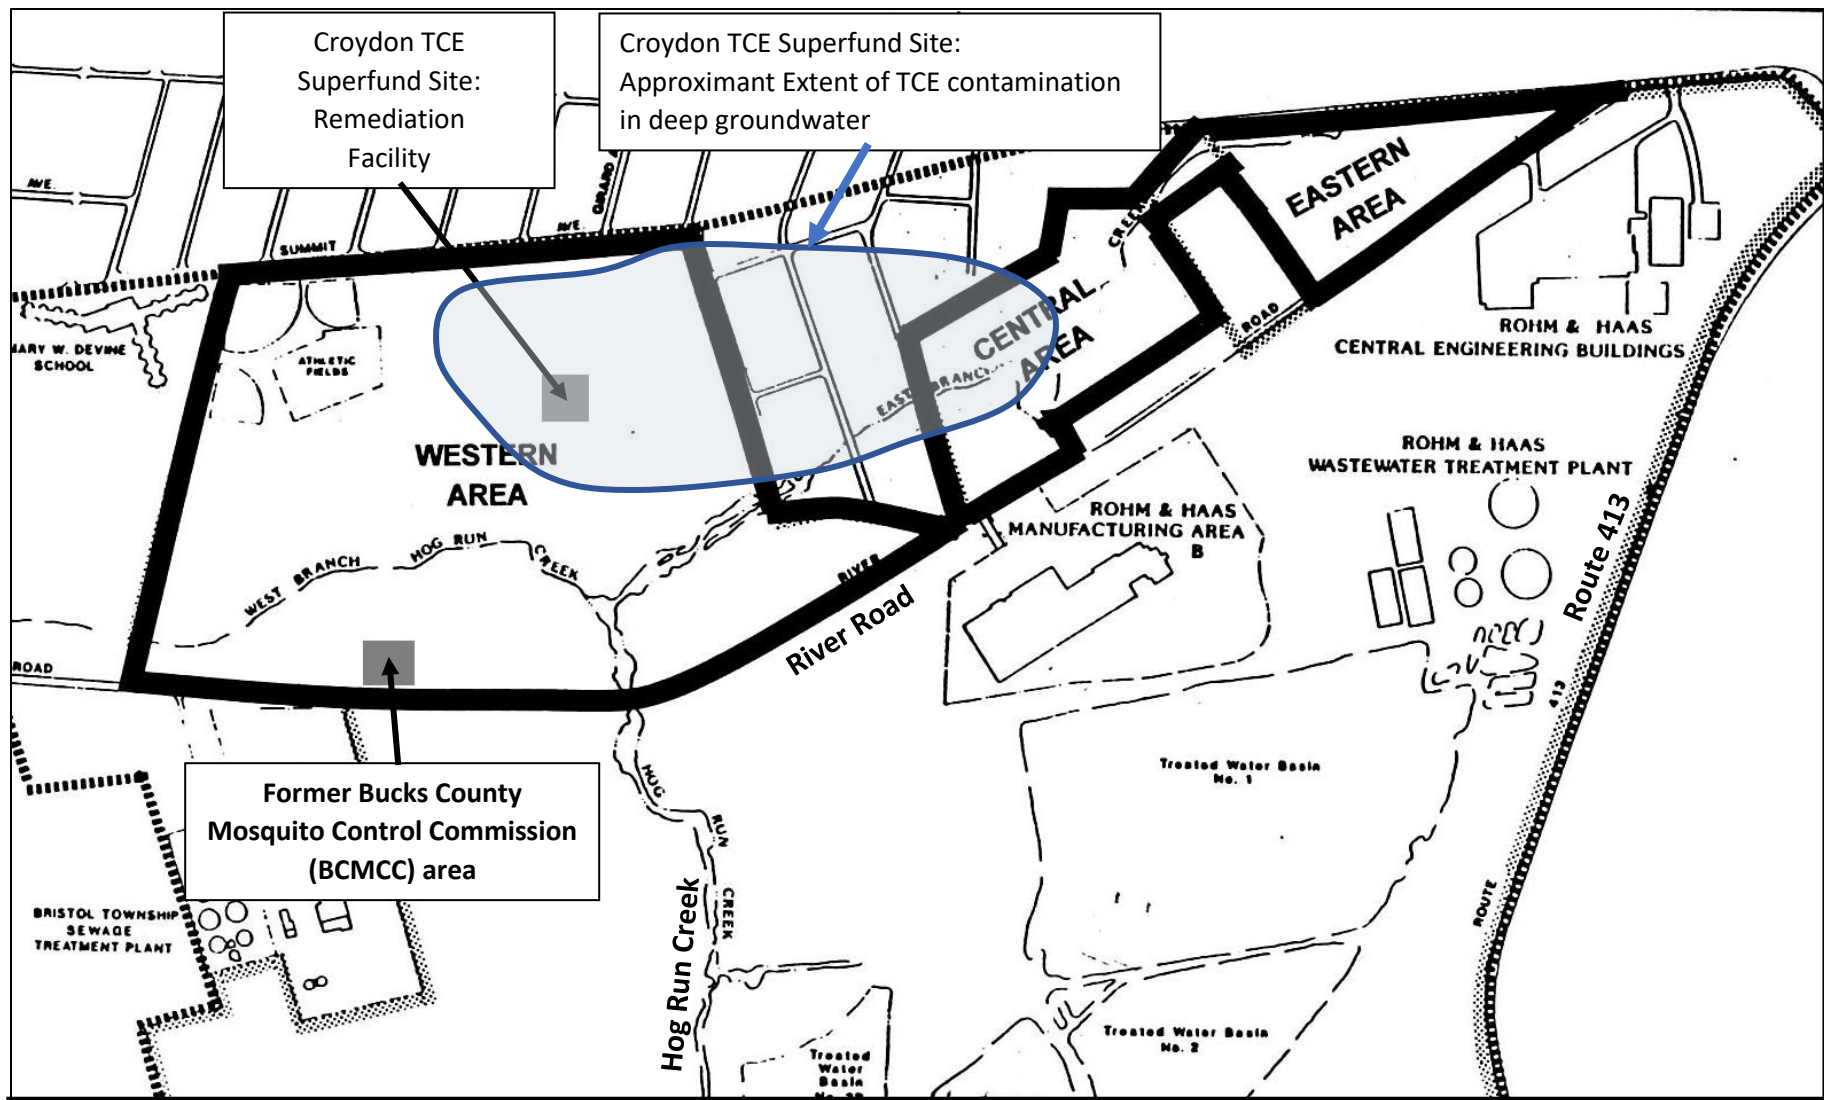 Croydon TCE
Superfund Site:
Remediation
Facility
Croydon TCE Superfund Site:
Approximant Extent of TCE contamination
in deep groundwater
AVE.
SUMMIT
AVE.
GIRARD
MARY W. DEVINE
SCHOOL
ATHLETIC
FIELDS
WESTERN
AREA
CENTRAL
AREA
EASTERN
AREA
CREEK
ROAD
EAST BRANCH
ROHM & HAAS
CENTRAL ENGINEERING BUILDINGS
ROHM & HAAS
WASTEWATER TREATMENT PLANT
ROHM & HAAS
MANUFACTURING AREA
B
WEST BRANCH HOG RUN CREEK
RIVER
River Road
Route 413
413
ROUTE
ROAD
Former Bucks County
Mosquito Control Commission
(BCMCC) area
HOG RUN CREEK
Hog Run Creek
BRISTOL TOWNSHIP
SEWAGE
TREATMENT PLANT
Treated Water Basin
No. 1
Treated Water Basin
No. 2
Treated
Water
Basin